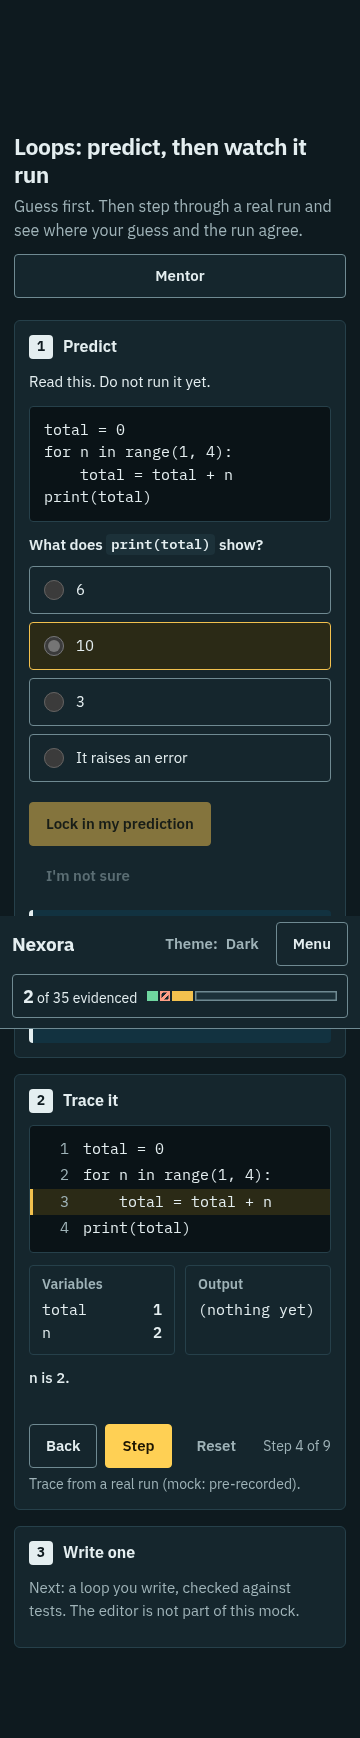 Loops: predict, then watch it
run
Guess first. Then step through a real run and
see where your guess and the run agree.
Mentor
1 Predict
Read this. Do not run it yet.
total = 0
for n in range(1, 4):
    total = total + n
print(total)
What does print(total) show?
6
10
3
It raises an error
Lock in my prediction
I'm not sure
Nexora Theme: Dark Menu
2 of 35 evidenced
2 Trace it
1 total = 0
2 for n in range(1, 4):
3     total = total + n
4 print(total)
Variables
total 1
n 2
Output
(nothing yet)
n is 2.
Back Step Reset Step 4 of 9
Trace from a real run (mock: pre-recorded).
3 Write one
Next: a loop you write, checked against
tests. The editor is not part of this mock.